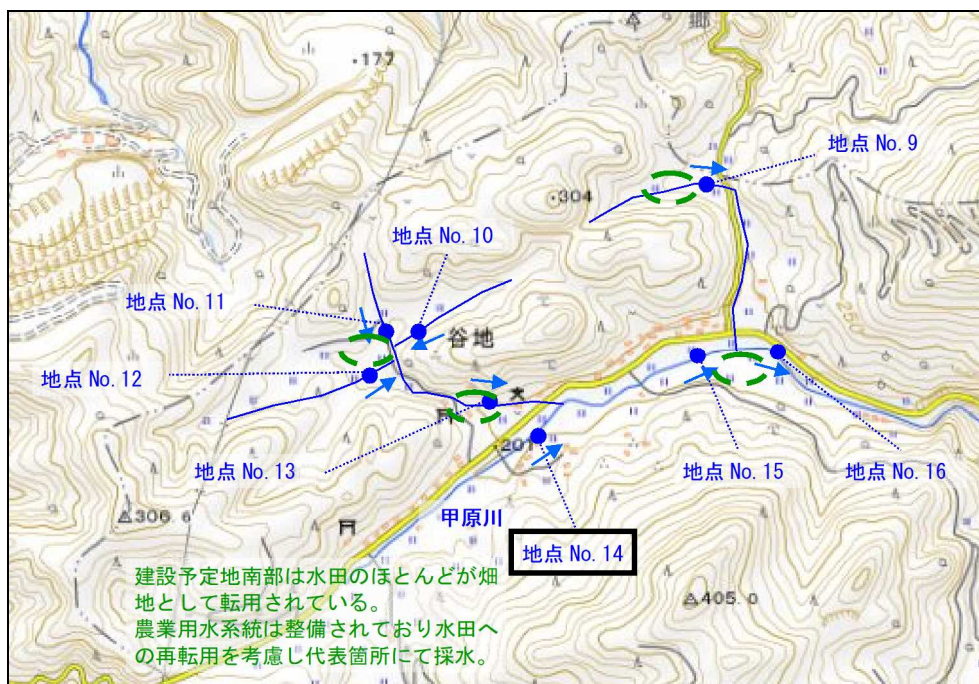 本郷
177
地点 No. 9
304
地点 No. 10
地点 No. 11
谷地
地点 No. 12
文
201
地点 No. 13
地点 No. 15
地点 No. 16
306.6
甲原川
地点 No. 14
建設予定地南部は水田のほとんどが畑
地として転用されている。
農業用水系統は整備されており水田へ
の再転用を考慮し代表箇所にて採水。
405.0